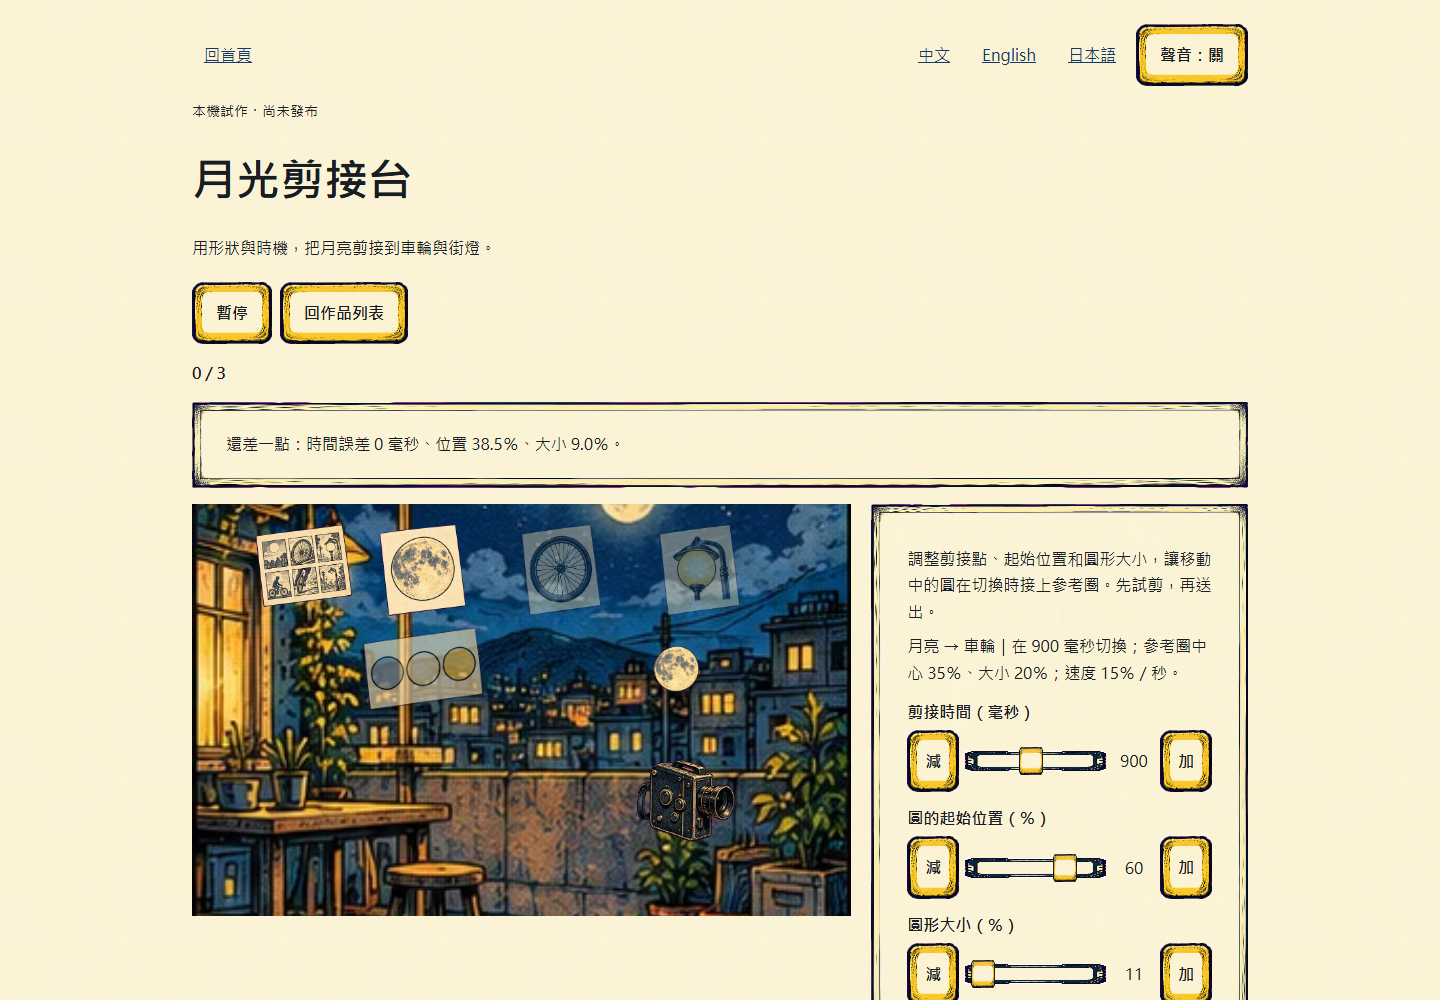 回首頁
中文 English 日本語 聲音：關
本機試作・尚未發布
月光剪接台
用形狀與時機，把月亮剪接到車輪與街燈。
暫停 回作品列表
0 / 3
還差一點：時間誤差 0 毫秒、位置 38.5%、大小 9.0%。
調整剪接點、起始位置和圓形大小，讓移動
中的圓在切換時接上參考圈。先試剪，再送
出。
月亮 → 車輪｜在 900 毫秒切換；參考圈中
心 35%、大小 20%；速度 15% / 秒。
剪接時間（毫秒）
減 900 加
圓的起始位置（%）
減 60 加
圓形大小（%）
減 11 加